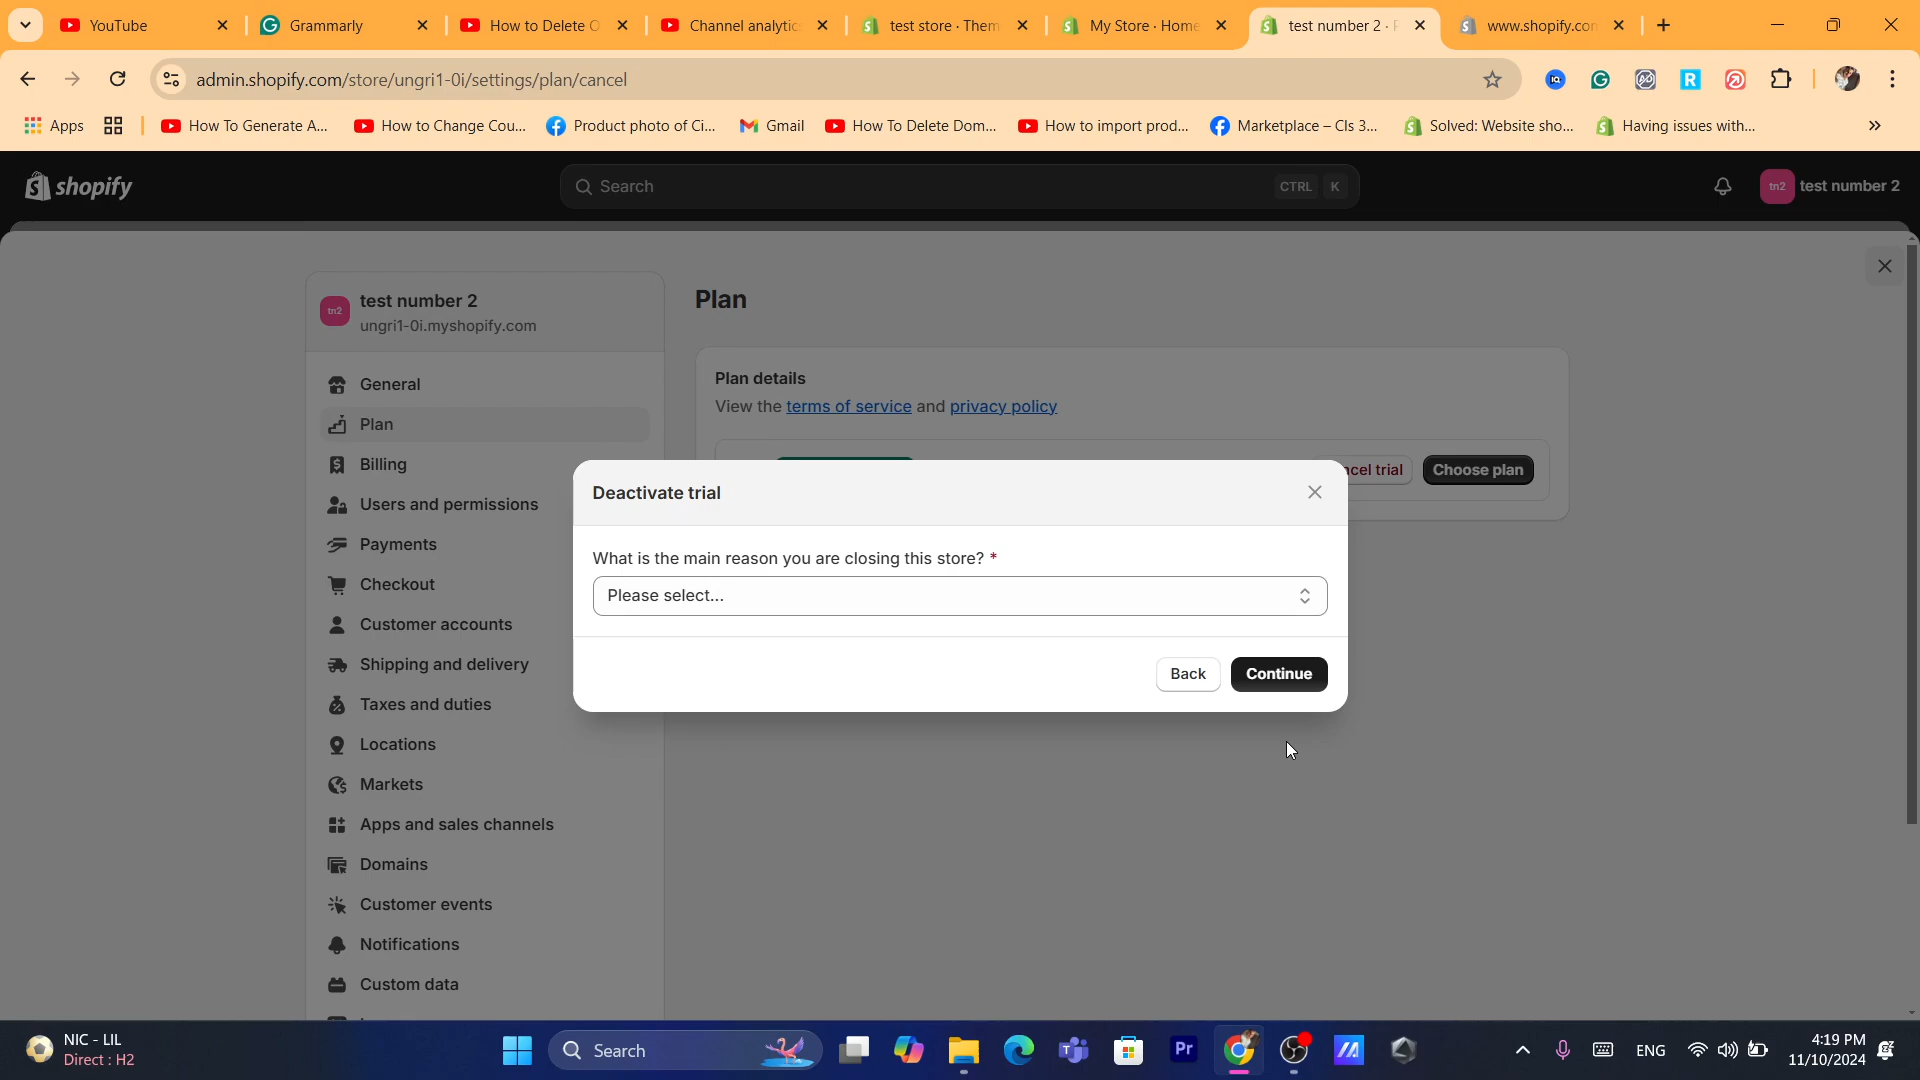 YouTube
Grammarly
How to Delete O
Channel analytic
test store · Them
My Store · Home
test number 2 ·
www.shopify.con
admin.shopify.com/store/ungri1-0i/settings/plan/cancel
Apps
How To Generate A...
How to Change Cou...
Product photo of Ci...
Gmail
How To Delete Dom...
How to import prod...
Marketplace – Cls 3...
Solved: Website sho...
Having issues with...
»
shopify
Search
CTRL K
tn2
test number 2
tn2
test number 2
ungri1-0i.myshopify.com
General
Plan
Billing
Users and permissions
Payments
Checkout
Customer accounts
Shipping and delivery
Taxes and duties
Locations
Markets
Apps and sales channels
Domains
Customer events
Notifications
Custom data
Plan
Plan details
View the terms of service and privacy policy
ncel trial
Choose plan
Deactivate trial
What is the main reason you are closing this store? *
Please select...
Back
Continue
NIC - LIL
Direct : H2
Search
Pr
ENG
4:19 PM
11/10/2024